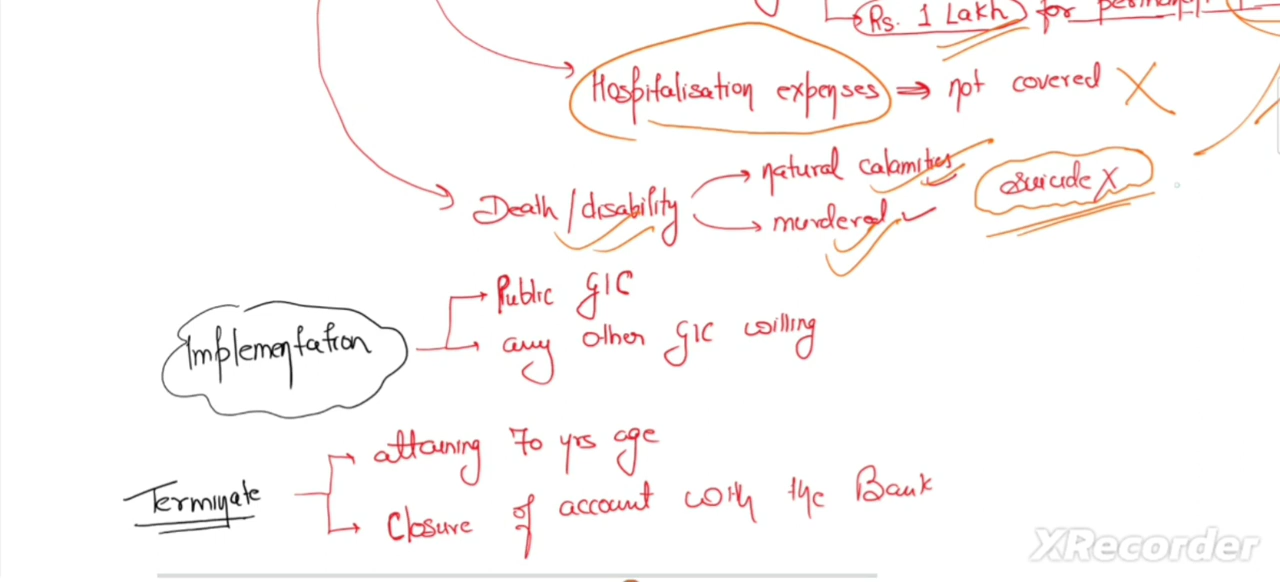 Rs. 1 Lakh for
Hospitalisation expenses ⇒ not covered X
natural calamities
suicide X
Death/disability
murdered ✓
Public GIC
Implementation
any other GIC willing
attaining 70 yrs age
Terminate
Closure of account with the Bank
XRecorder